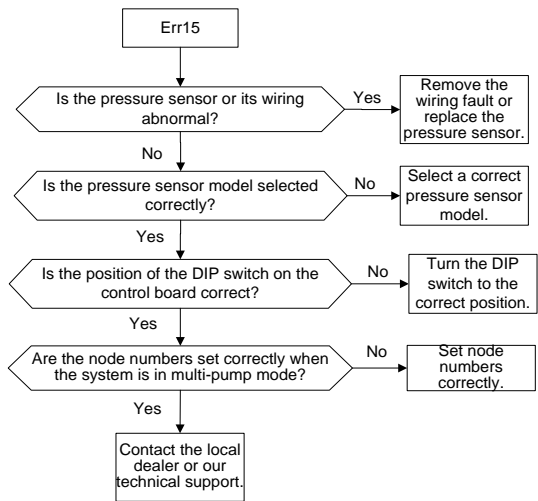 Err15
Is the pressure sensor or its wiring
abnormal?
Yes
Remove the
wiring fault or
replace the
pressure sensor.
No
Is the pressure sensor model selected
correctly?
No
Select a correct
pressure sensor
model.
Yes
Is the position of the DIP switch on the
control board correct?
No
Turn the DIP
switch to the
correct position.
Yes
Are the node numbers set correctly when
the system is in multi-pump mode?
No
Set node
numbers
correctly.
Yes
Contact the local
dealer or our
technical support.